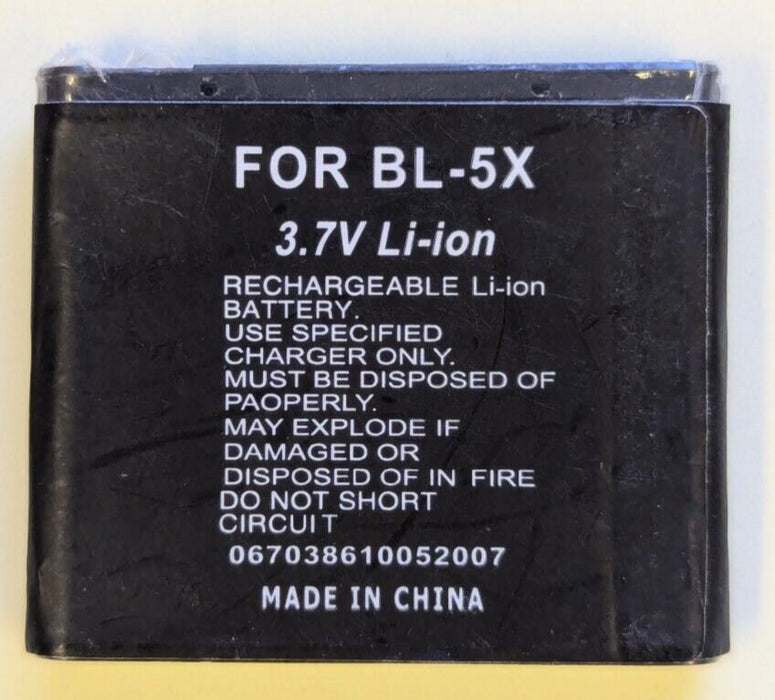 FOR BL-5X
3.7V Li-ion
RECHARGEABLE Li-ion
BATTERY.
USE SPECIFIED
CHARGER ONLY.
MUST BE DISPOSED OF
PAOPERLY.
MAY EXPLODE IF
DAMAGED OR
DISPOSED OF IN FIRE
DO NOT SHORT
CIRCUIT
067038610052007
MADE IN CHINA